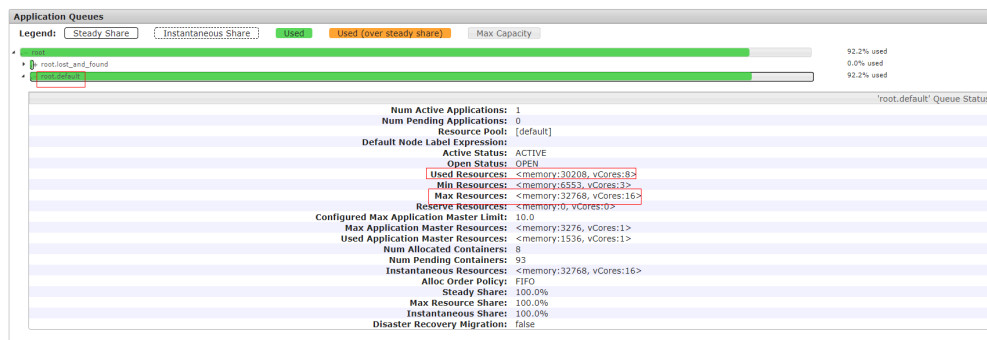 Application Queues
Legend: Steady Share Instantaneous Share Used Used (over steady share) Max Capacity
root 92.2% used
root.lost_and_found 0.0% used
root.default 92.2% used
'root.default' Queue Status
Num Active Applications: 1
Num Pending Applications: 0
Resource Pool: [default]
Default Node Label Expression:
Active Status: ACTIVE
Open Status: OPEN
Used Resources: <memory:30208, vCores:8>
Min Resources: <memory:6553, vCores:3>
Max Resources: <memory:32768, vCores:16>
Reserve Resources: <memory:0, vCores:0>
Configured Max Application Master Limit: 10.0
Max Application Master Resources: <memory:3276, vCores:1>
Used Application Master Resources: <memory:1536, vCores:1>
Num Allocated Containers: 8
Num Pending Containers: 93
Instantaneous Resources: <memory:32768, vCores:16>
Alloc Order Policy: FIFO
Steady Share: 100.0%
Max Resource Share: 100.0%
Instantaneous Share: 100.0%
Disaster Recovery Migration: false